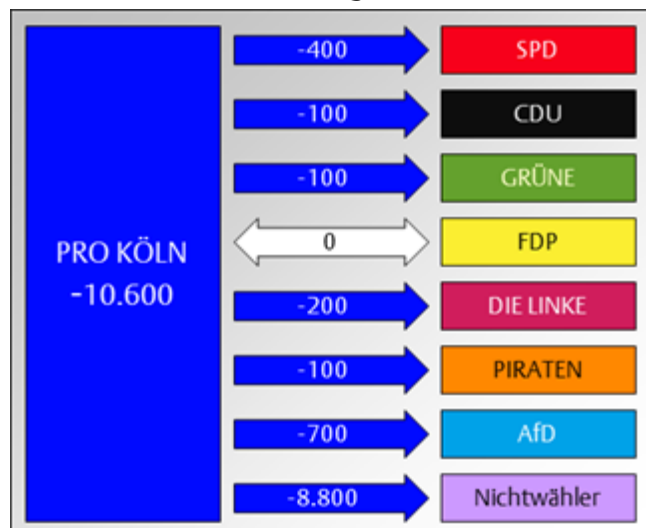 PRO KÖLN
-10.600
-400
SPD
-100
CDU
-100
GRÜNE
0
FDP
-200
DIE LINKE
-100
PIRATEN
-700
AfD
-8.800
Nichtwähler